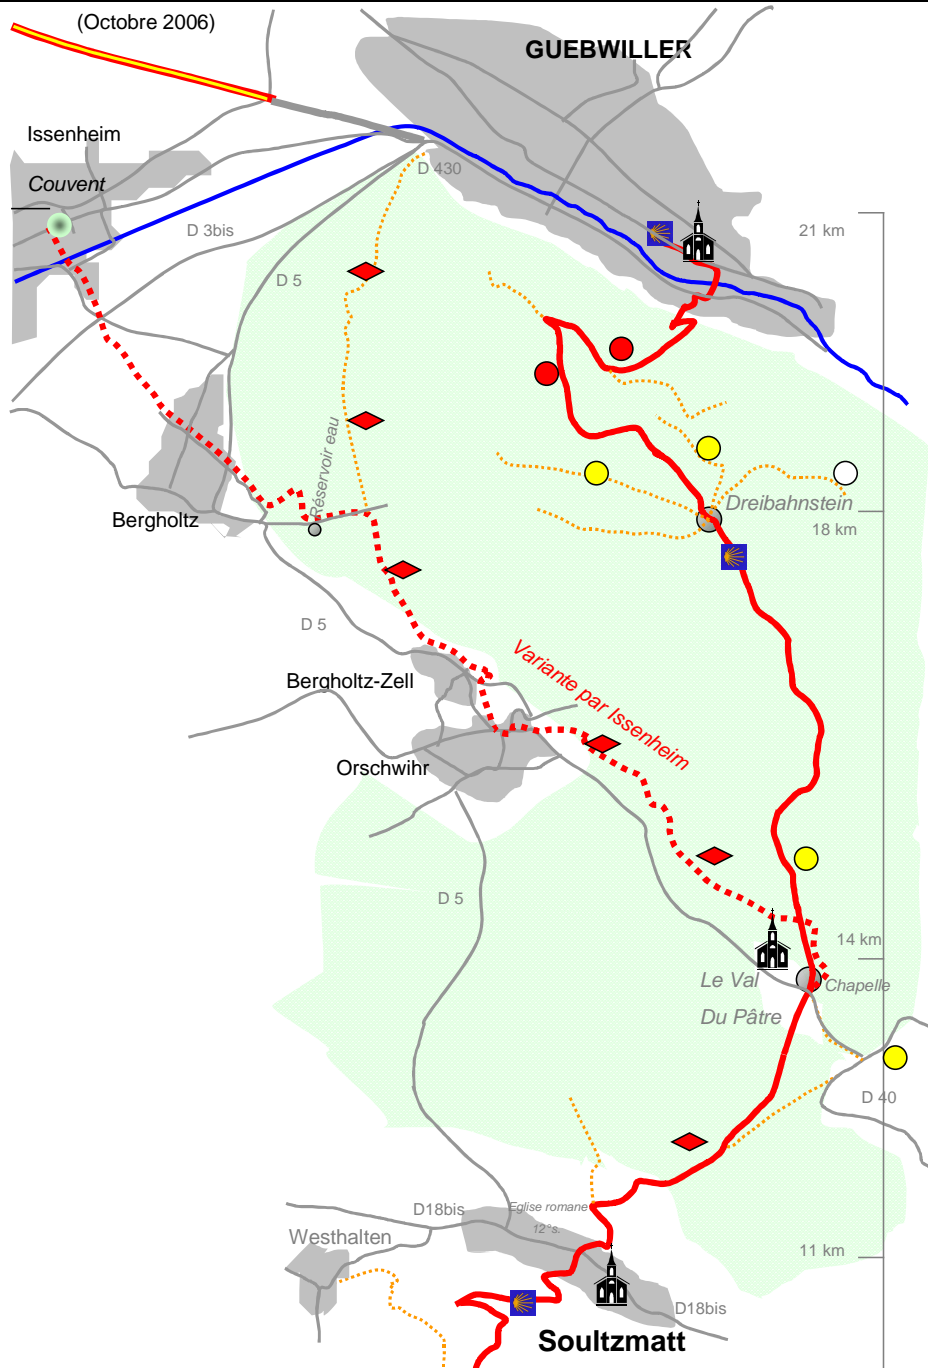 (Octobre 2006)
GUEBWILLER
Issenheim
D 430
Couvent
21 km
D 3bis
D 5
Réservoir eau
Dreibahnstein
Bergholtz
18 km
D 5
Variante par Issenheim
Bergholtz-Zell
Orschwihr
D 5
14 km
Le Val
Chapelle
Du Pâtre
D 40
D18bis
Eglise romane
12°s.
Westhalten
11 km
D18bis
Soultzmatt